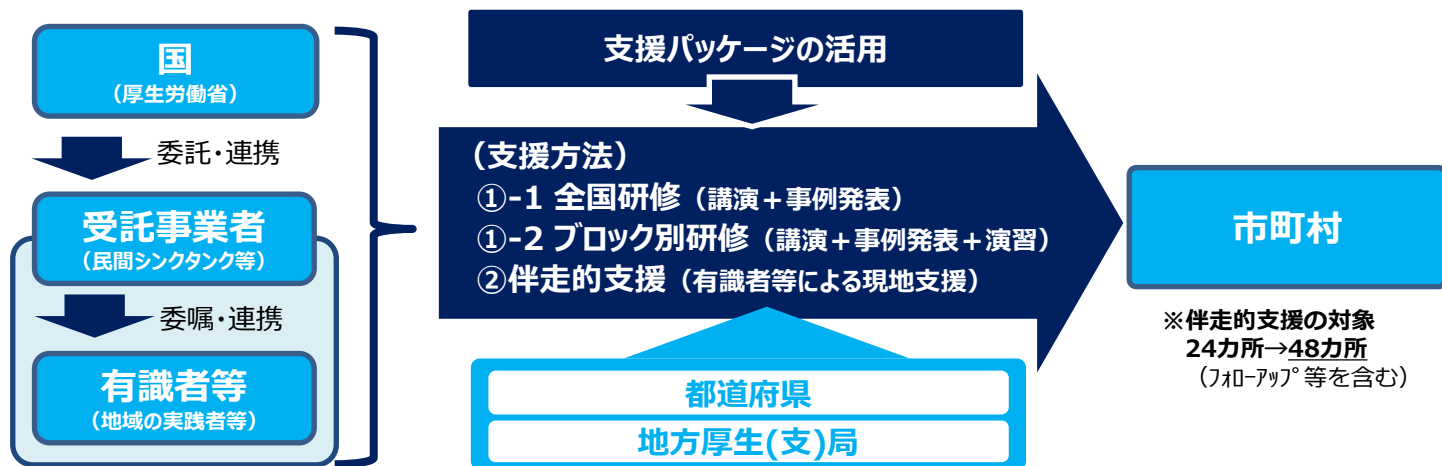 国
(厚生労働省)
委託・連携
受託事業者
(民間シンクタンク等)
委嘱・連携
有識者等
(地域の実践者等)
支援パッケージの活用
(支援方法)
①-1 全国研修(講演+事例発表)
①-2 ブロック別研修(講演+事例発表+演習)
②伴走的支援(有識者等による現地支援)
都道府県
地方厚生(支)局
市町村
※伴走的支援の対象
24カ所→48カ所
(フォローアップ等を含む)